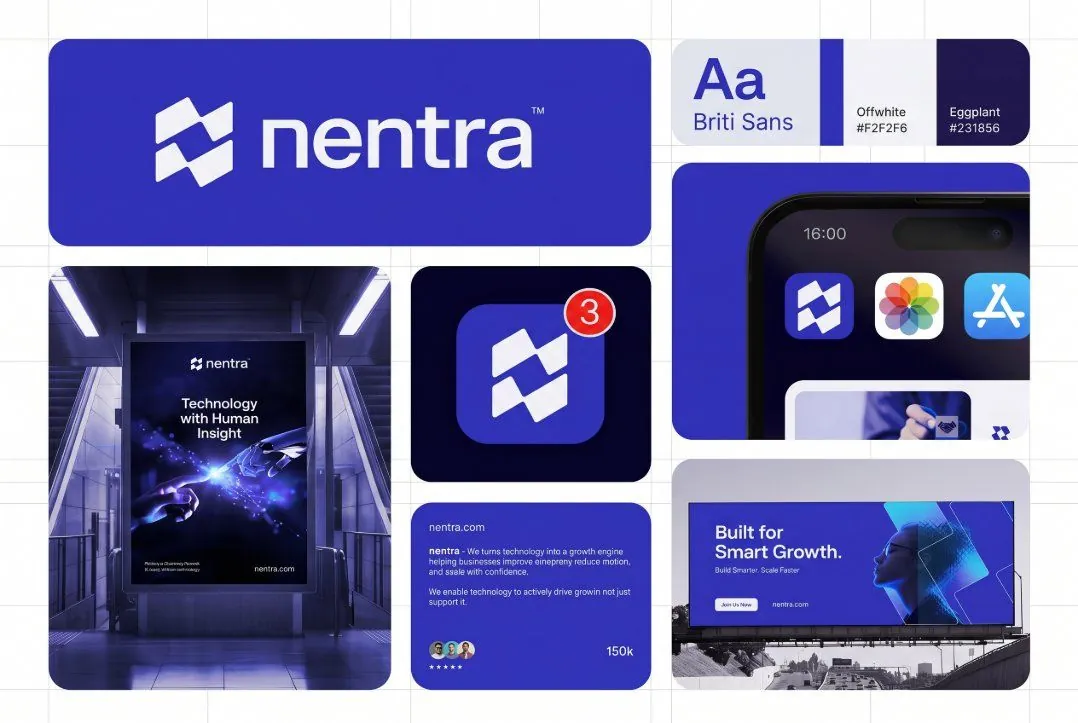 nentra™
Aa
Briti Sans
Offwhite
#F2F2F6
Eggplant
#231856
16:00
nentra
Technology
with Human
Insight
nentra.com
3
nentra.com
nentra - We turns technology into a growth engine
helping businesses improve einepreny reduce motion,
and with confidence.
We enable technology to actively drive growin not just
support it.
150k
Built for
Smart Growth.
Build Smarter. Scale Faster
Join Us Now
nentra.com